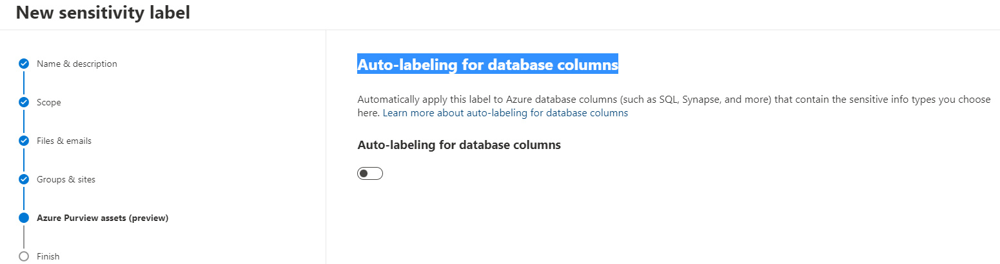 New sensitivity label
Name & description
Scope
Files & emails
Groups & sites
Azure Purview assets (preview)
Finish
Auto-labeling for database columns
Automatically apply this label to Azure database columns (such as SQL, Synapse, and more) that contain the sensitive info types you choose
here. Learn more about auto-labeling for database columns
Auto-labeling for database columns